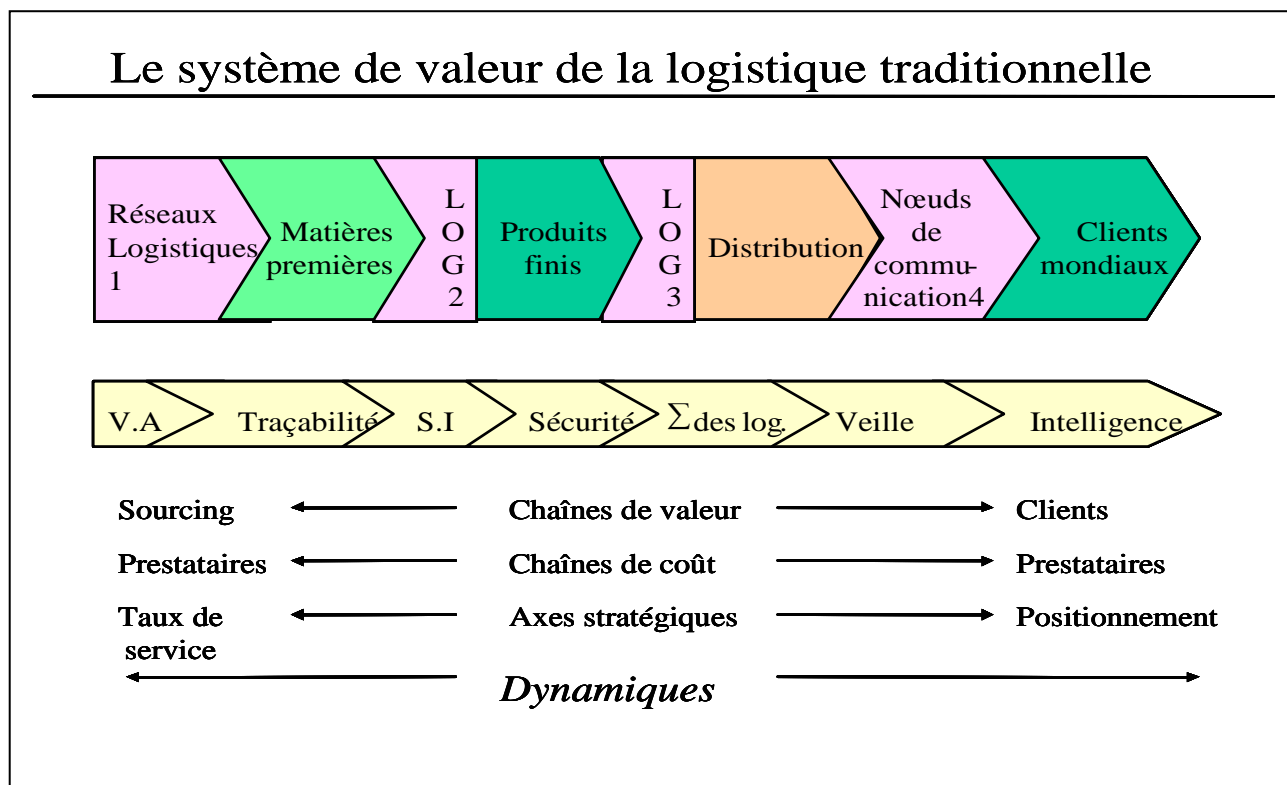 Le système de valeur de la logistique traditionnelle
Réseaux
Logistiques
1
Matières
premières
L
O
G
2
Produits
finis
L
O
G
3
Distribution
Nœuds
de
commu-
nication4
Clients
mondiaux
V.A
Traçabilité
S.I
Sécurité
∑des log.
Veille
Intelligence
Sourcing
Chaînes de valeur
Clients
Prestataires
Chaînes de coût
Prestataires
Taux de
service
Axes stratégiques
Positionnement
Dynamiques